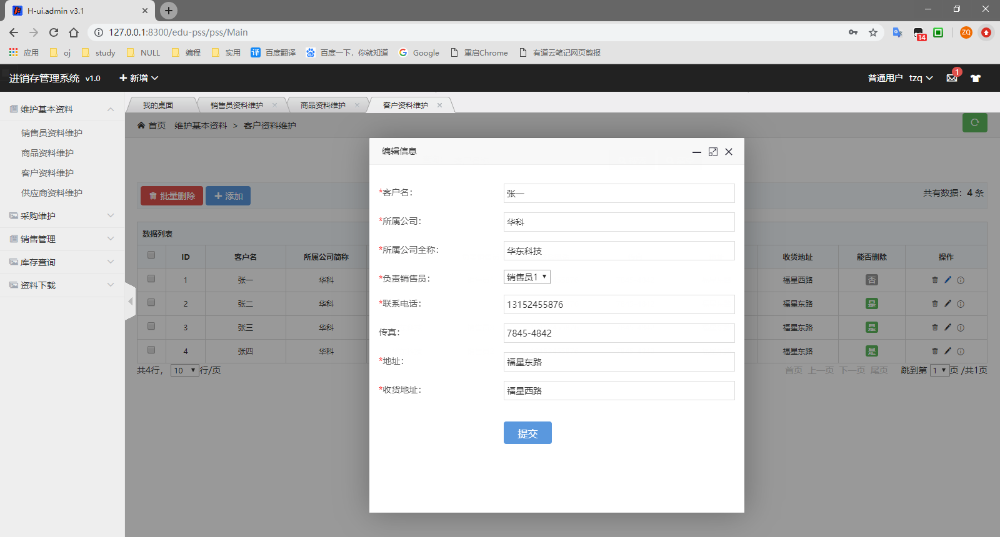 H-ui.admin v3.1
127.0.0.1:8300/edu-pss/pss/Main
14
ZQ
应用 oj study NULL 编程 实用 译 百度翻译 百度一下，你就知道 Google 重启Chrome 有道云笔记网页剪报
进销存管理系统 v1.0 新增 普通用户 tzq 1
维护基本资料
销售员资料维护
商品资料维护
客户资料维护
供应商资料维护
采购维护
销售管理
库存查询
资料下载
我的桌面 销售员资料维护 商品资料维护 客户资料维护
首页 维护基本资料 > 客户资料维护
批量删除 添加 共有数据：4 条
数据列表
ID 客户名 所属公司简称 收货地址 能否删除 操作
1 张一 华科 福星西路 否
2 张二 华科 福星东路 是
3 张三 华科 福星东路 是
4 张四 华科 福星东路 是
共4行， 10 行/页 首页 上一页 下一页 尾页 跳到第 1 页 /共1页
编辑信息
*客户名： 张一
*所属公司： 华科
*所属公司全称： 华东科技
*负责销售员： 销售员1
*联系电话： 13152455876
传真： 7845-4842
*地址： 福星东路
*收货地址： 福星西路
提交